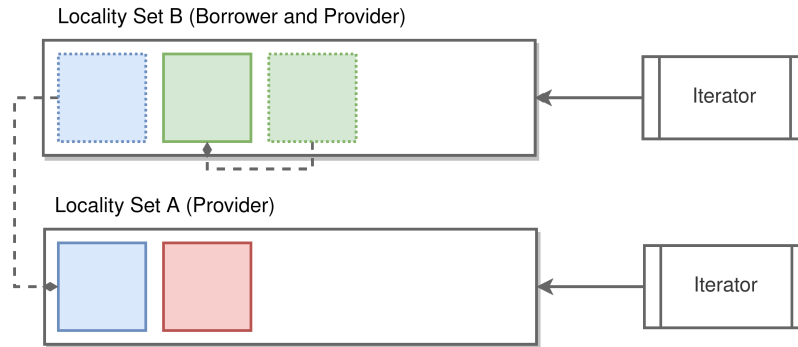 Locality Set B (Borrower and Provider)
Iterator
Locality Set A (Provider)
Iterator